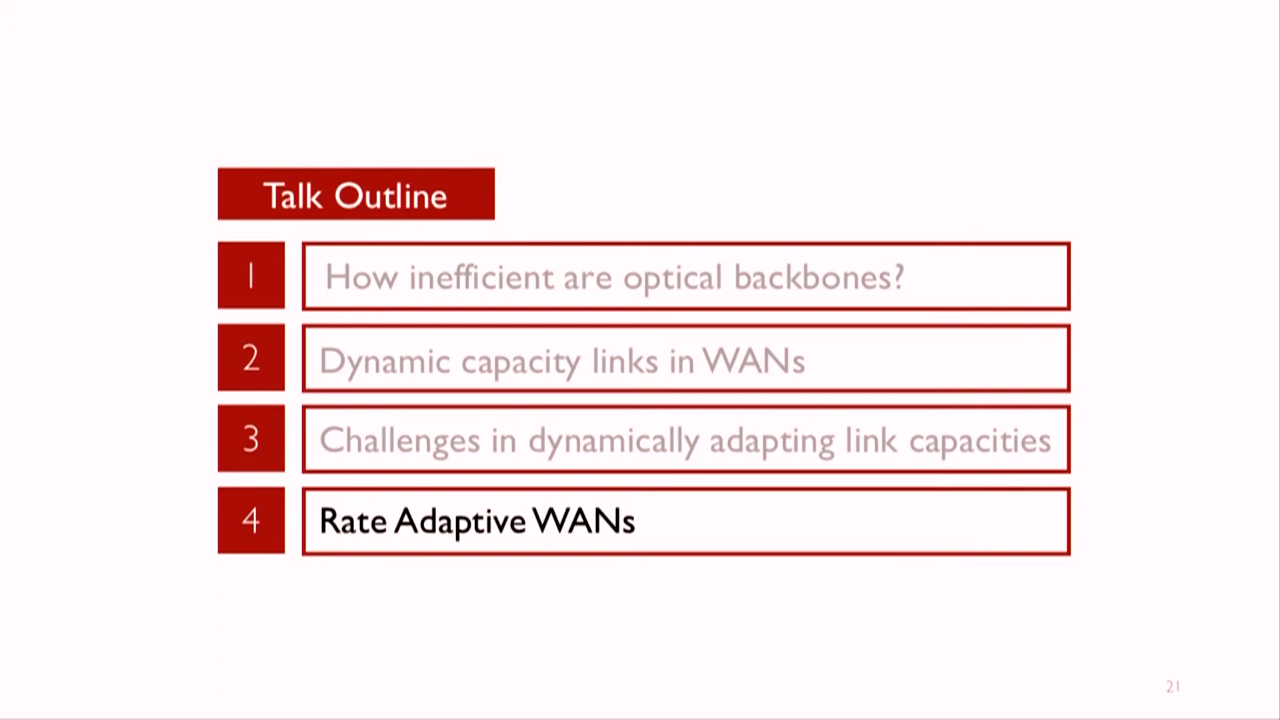 Talk Outline
1 How inefficient are optical backbones?
2 Dynamic capacity links in WANs
3 Challenges in dynamically adapting link capacities
4 Rate Adaptive WANs
21